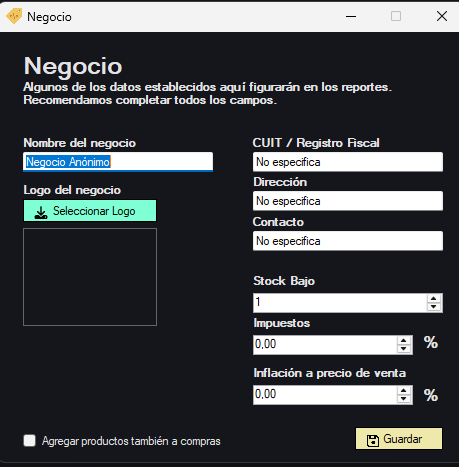 Negocio
Negocio
Algunos de los datos establecidos aquí figurarán en los reportes.
Recomendamos completar todos los campos.
Nombre del negocio
Negocio Anónimo
Logo del negocio
Seleccionar Logo
CUIT / Registro Fiscal
No especifica
Dirección
No especifica
Contacto
No especifica
Stock Bajo
1
Impuestos
0,00 %
Inflación a precio de venta
0,00 %
Agregar productos también a compras
Guardar